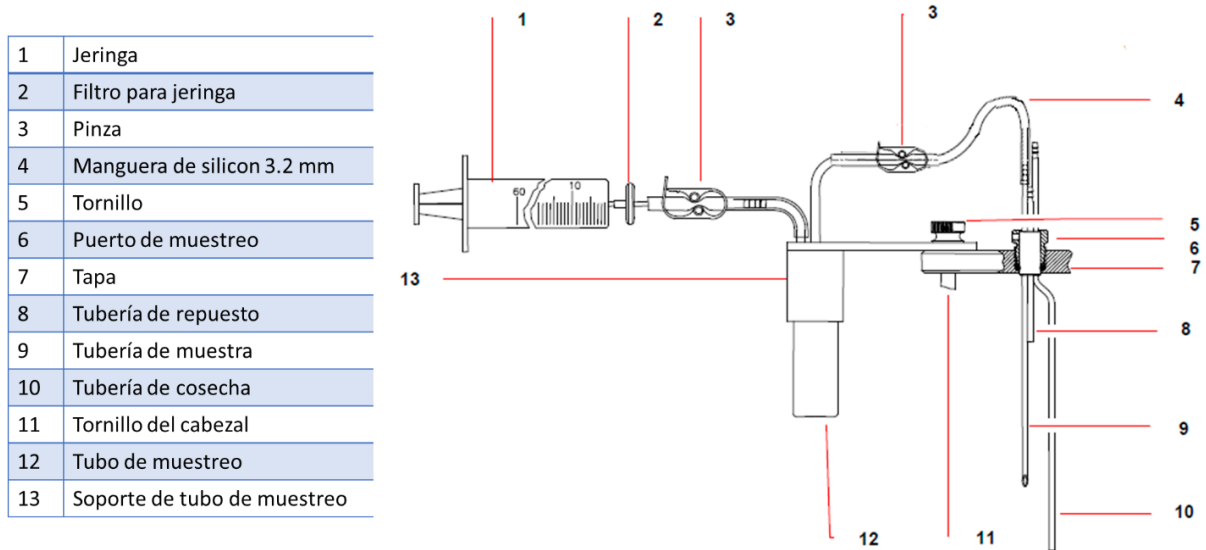 1 Jeringa
2 Filtro para jeringa
3 Pinza
4 Manguera de silicon 3.2 mm
5 Tornillo
6 Puerto de muestreo
7 Tapa
8 Tubería de repuesto
9 Tubería de muestra
10 Tubería de cosecha
11 Tornillo del cabezal
12 Tubo de muestreo
13 Soporte de tubo de muestreo
1 2 3 3
4
60 10
5
6
7
13
8
9
10
12 11